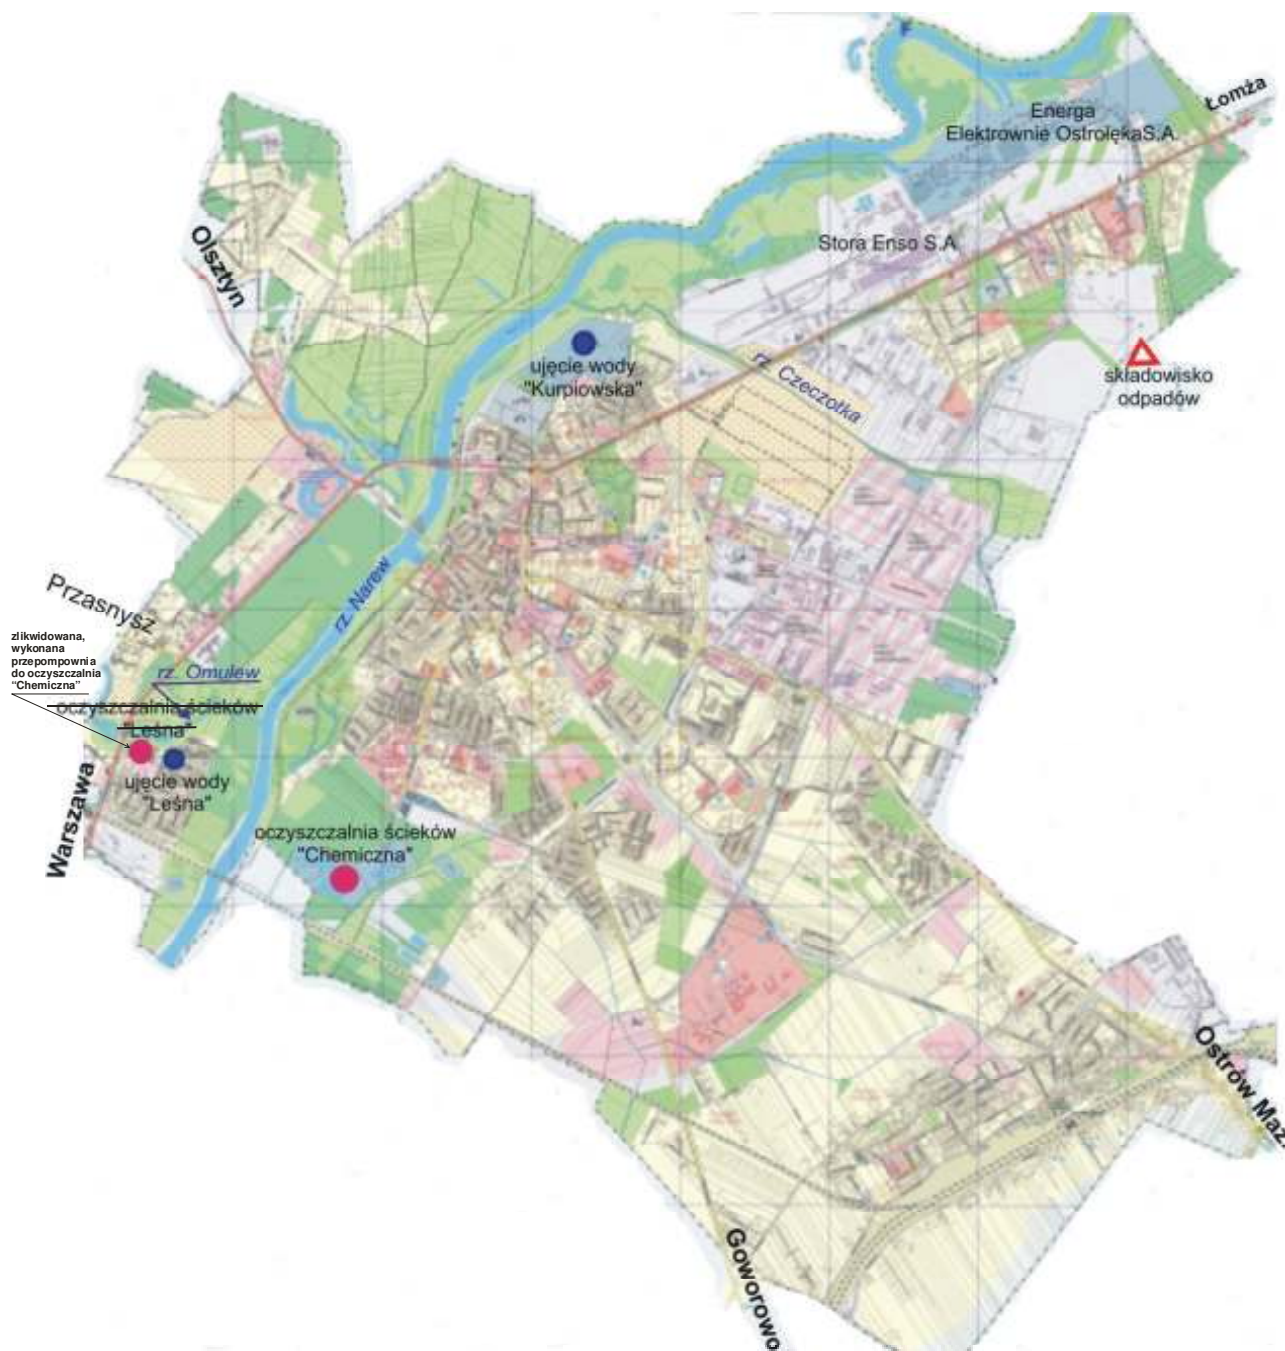 Łomża
Energa
Elektrownie OstrołękaS.A.
Olsztyn
Stora Enso S.A
ujęcie wody
"Kurpiowska"
rz. Czeczotka
składowisko
odpadów
rz. Narew
Przasnysz
zlikwidowana,
wykonana
przepompownia
do oczyszczalnia
"Chemiczna"
rz. Omulew
oczyszczalnia ścieków
"Leśna"
ujęcie wody
"Leśna"
Warszawa
oczyszczalnia ścieków
"Chemiczna"
Ostrów Maz.
Goworowo